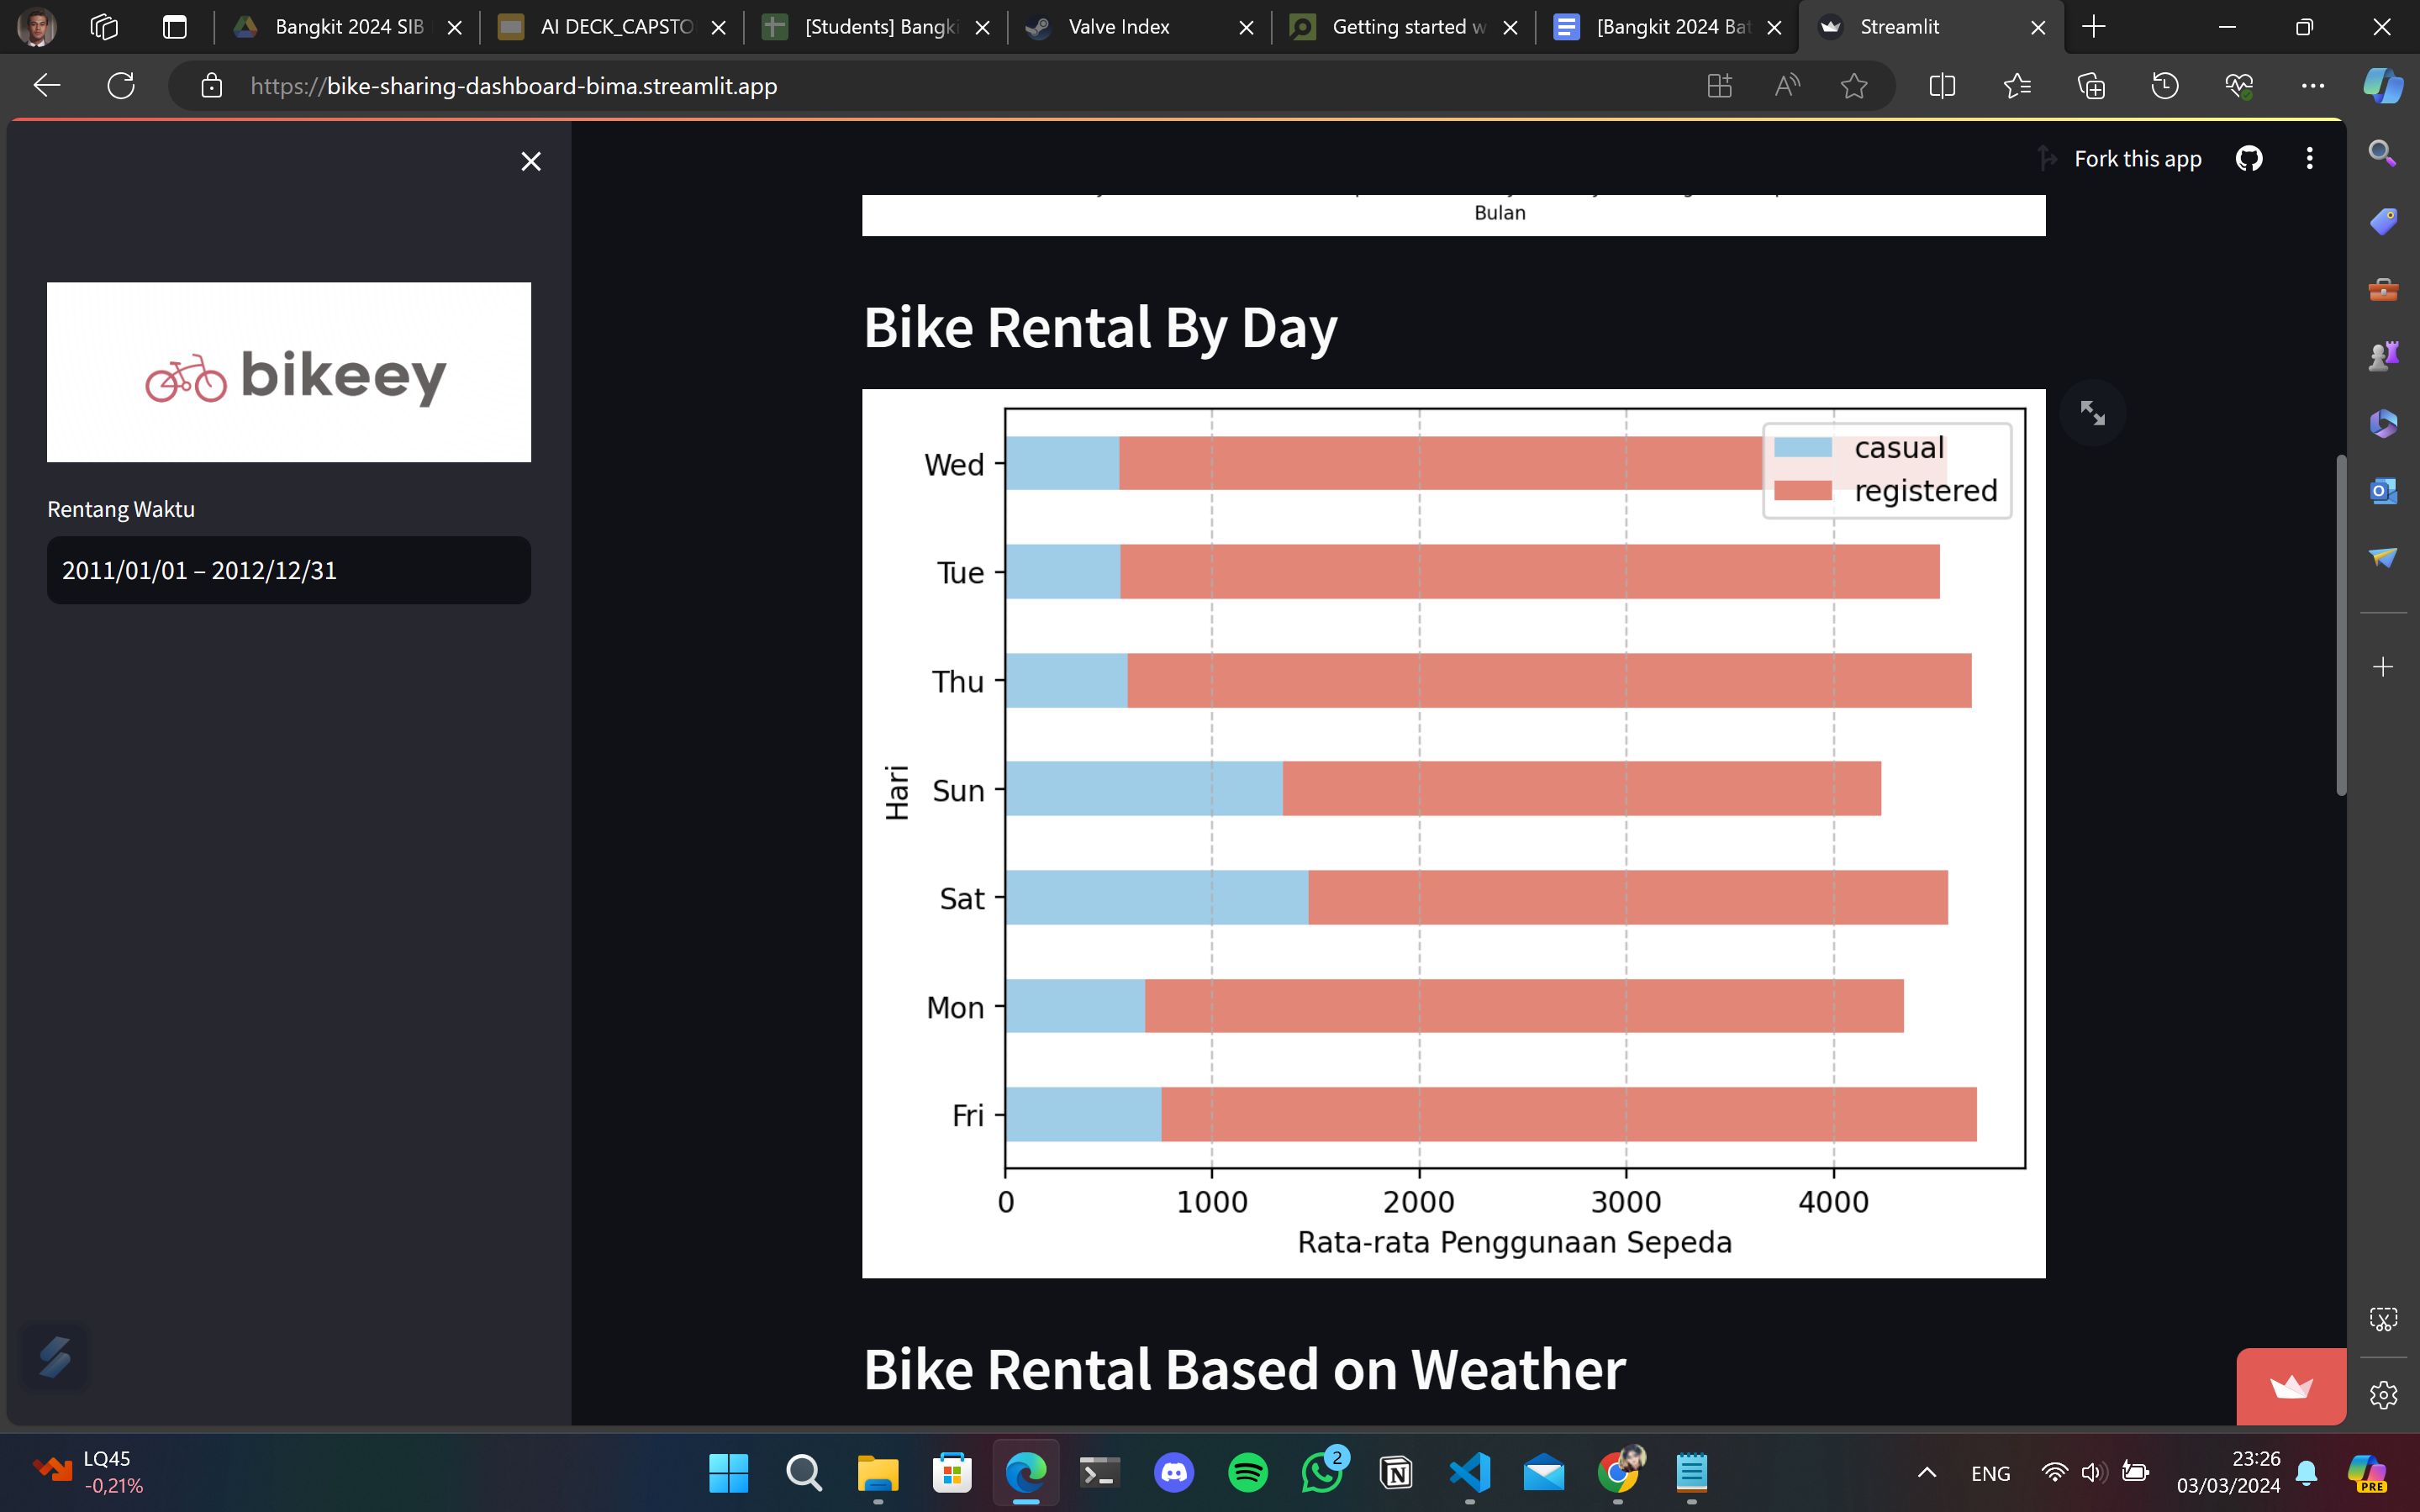 Bangkit 2024 SIB
AI DECK_CAPSTO
[Students] Bangki
Valve Index
Getting started w
[Bangkit 2024 Bat
Streamlit
https://bike-sharing-dashboard-bima.streamlit.app
Fork this app
bikeey
Rentang Waktu
2011/01/01 – 2012/12/31
Bulan
Bike Rental By Day
casual
registered
Wed
Tue
Thu
Sun
Sat
Mon
Fri
Hari
0 1000 2000 3000 4000
Rata-rata Penggunaan Sepeda
Bike Rental Based on Weather
LQ45
-0,21%
2
ENG
23:26
03/03/2024
PRE